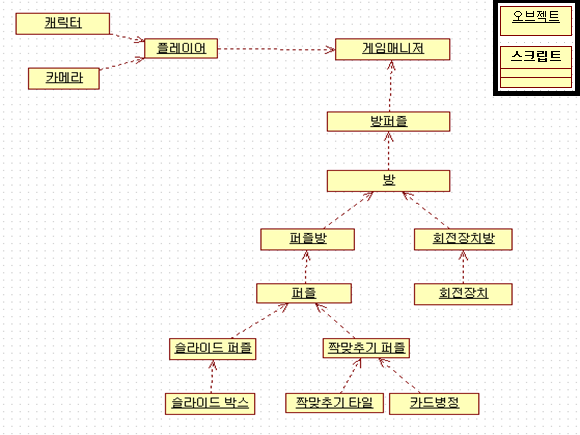 캐릭터
오브젝트
플레이어
게임매니저
스크립트
카메라
방퍼즐
방
퍼즐방
회전장치방
퍼즐
회전장치
슬라이드 퍼즐
짝맞추기 퍼즐
슬라이드 박스
짝맞추기 타일
카드병정